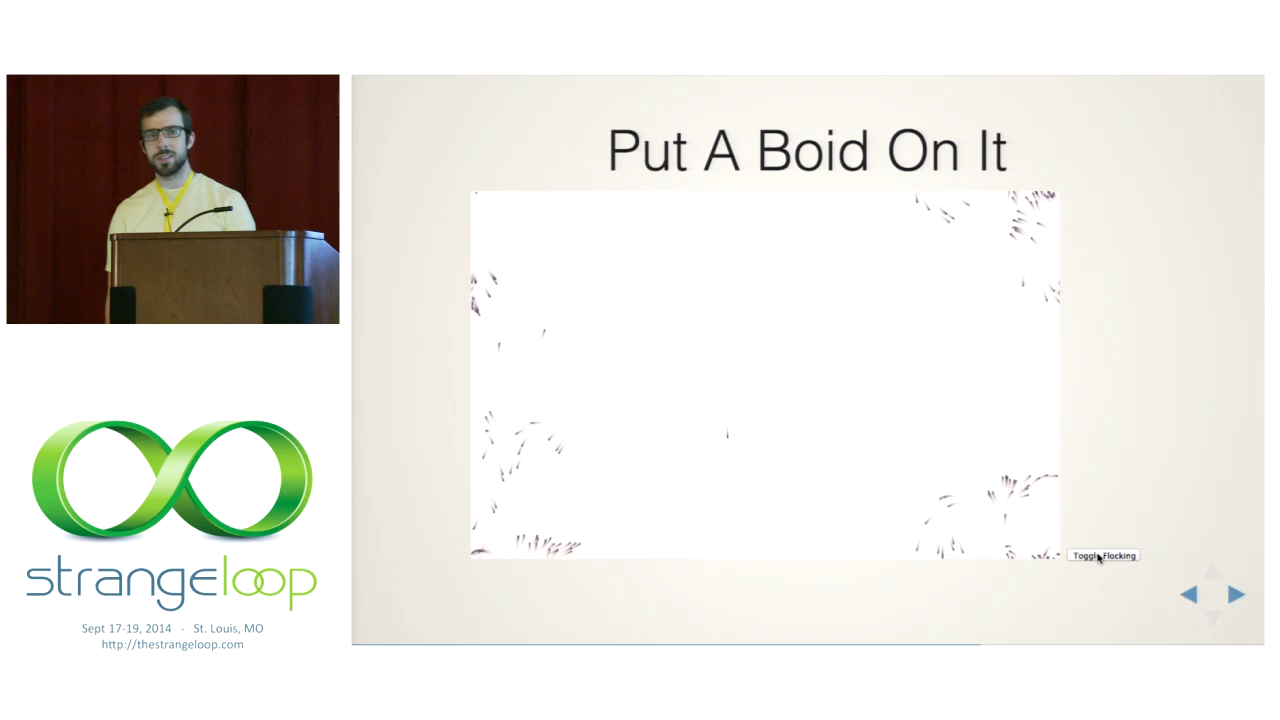 Put A Boid On It
Toggle Flocking
strangeloop
Sept 17-19, 2014 - St. Louis, MO
http://thestrangeloop.com